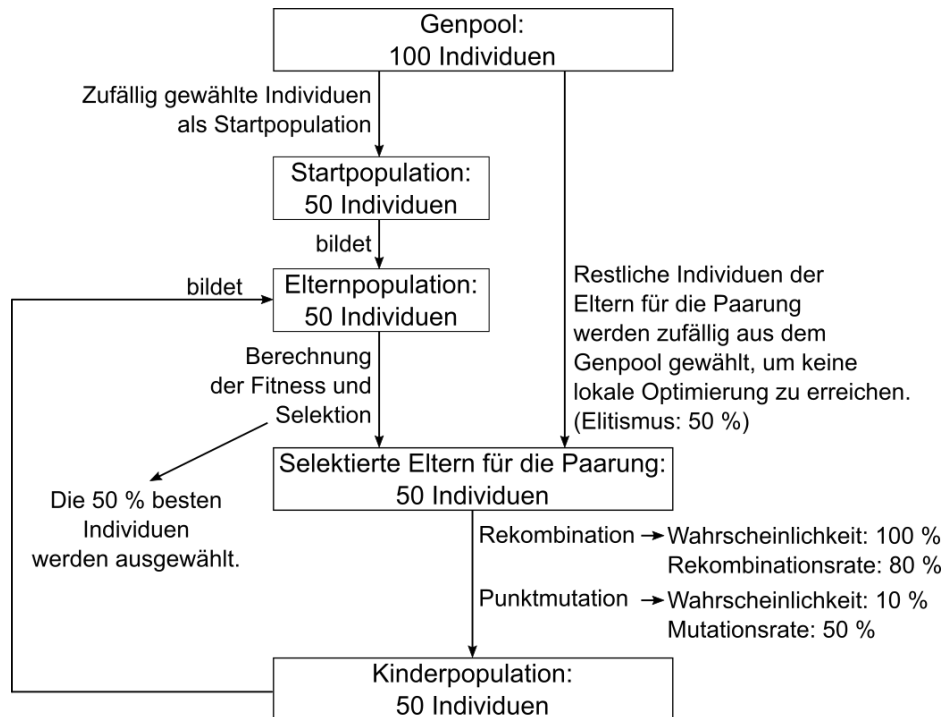 Genpool:
100 Individuen
Zufällig gewählte Individuen
als Startpopulation
Startpopulation:
50 Individuen
bildet
bildet
Elternpopulation:
50 Individuen
Restliche Individuen der
Eltern für die Paarung
werden zufällig aus dem
Genpool gewählt, um keine
lokale Optimierung zu erreichen.
(Elitismus: 50 %)
Berechnung
der Fitness und
Selektion
Die 50 % besten
Individuen
werden ausgewählt.
Selektierte Eltern für die Paarung:
50 Individuen
Rekombination
Wahrscheinlichkeit: 100 %
Rekombinationsrate: 80 %
Punktmutation
Wahrscheinlichkeit: 10 %
Mutationsrate: 50 %
Kinderpopulation:
50 Individuen